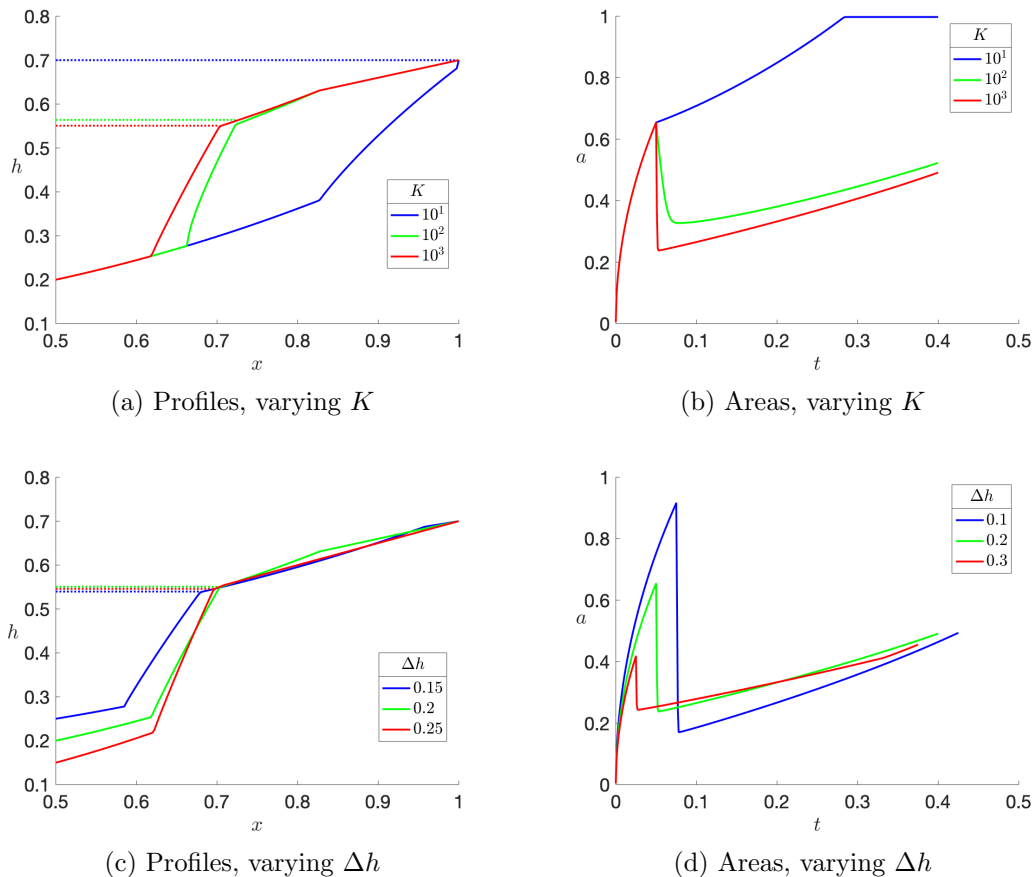 0.8
0.7
0.6
0.5
0.4
0.3
0.2
0.1
h
0.5 0.6 0.7 0.8 0.9 1
x
K
10¹
10²
10³
(a) Profiles, varying K
1
0.8
0.6
0.4
0.2
0
a
0 0.1 0.2 0.3 0.4 0.5
t
K
10¹
10²
10³
(b) Areas, varying K
0.8
0.7
0.6
0.5
0.4
0.3
0.2
0.1
h
0.5 0.6 0.7 0.8 0.9 1
x
Δh
0.15
0.2
0.25
(c) Profiles, varying Δh
1
0.8
0.6
0.4
0.2
0
a
0 0.1 0.2 0.3 0.4 0.5
t
Δh
0.1
0.2
0.3
(d) Areas, varying Δh